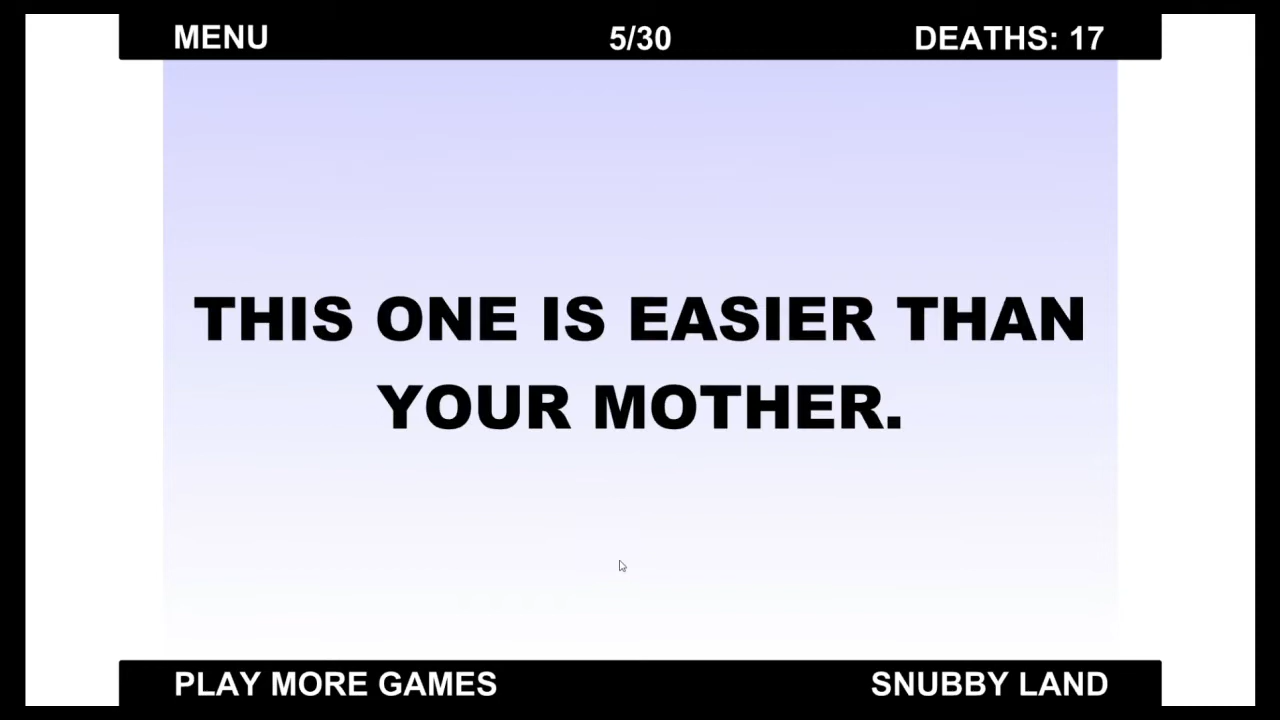 MENU 5/30 DEATHS: 17
THIS ONE IS EASIER THAN
YOUR MOTHER.
PLAY MORE GAMES SNUBBY LAND